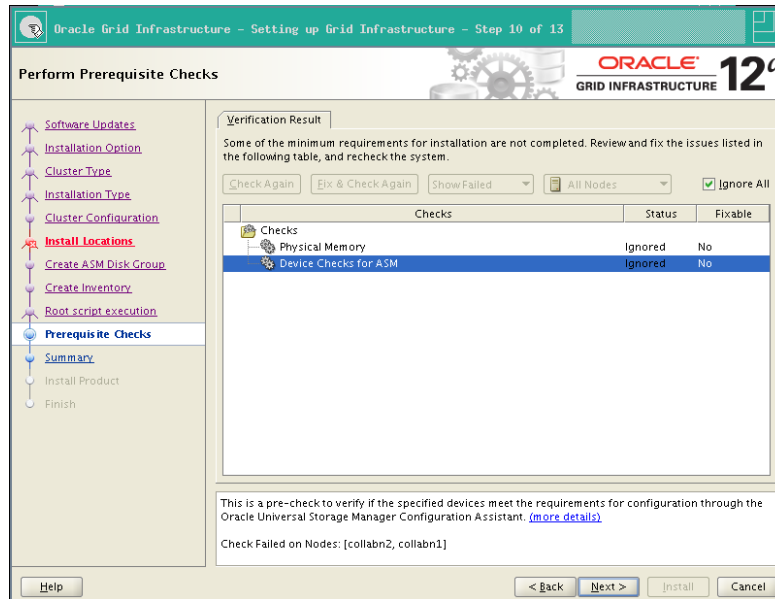 Oracle Grid Infrastructure - Setting up Grid Infrastructure - Step 10 of 13
Perform Prerequisite Checks
ORACLE
GRID INFRASTRUCTURE
12c
Software Updates
Installation Option
Cluster Type
Installation Type
Cluster Configuration
Install Locations
Create ASM Disk Group
Create Inventory
Root script execution
Prerequisite Checks
Summary
Install Product
Finish
Verification Result
Some of the minimum requirements for installation are not completed. Review and fix the issues listed in
the following table, and recheck the system.
Check Again Fix & Check Again Show Failed All Nodes Ignore All
Checks Status Fixable
Checks
Physical Memory Ignored No
Device Checks for ASM Ignored No
This is a pre-check to verify if the specified devices meet the requirements for configuration through the
Oracle Universal Storage Manager Configuration Assistant. (more details)
Check Failed on Nodes: [collabn2, collabn1]
Help < Back Next > Install Cancel